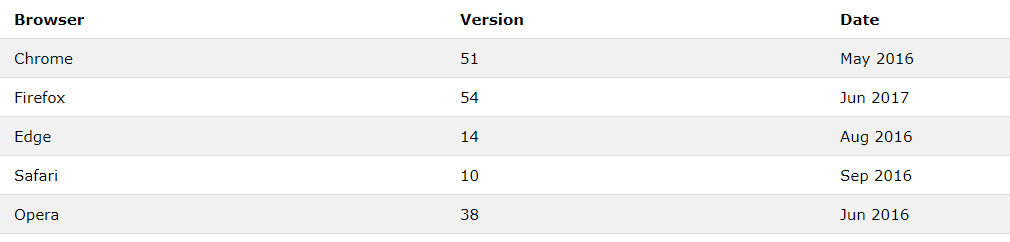 Browser Version Date
Chrome 51 May 2016
Firefox 54 Jun 2017
Edge 14 Aug 2016
Safari 10 Sep 2016
Opera 38 Jun 2016